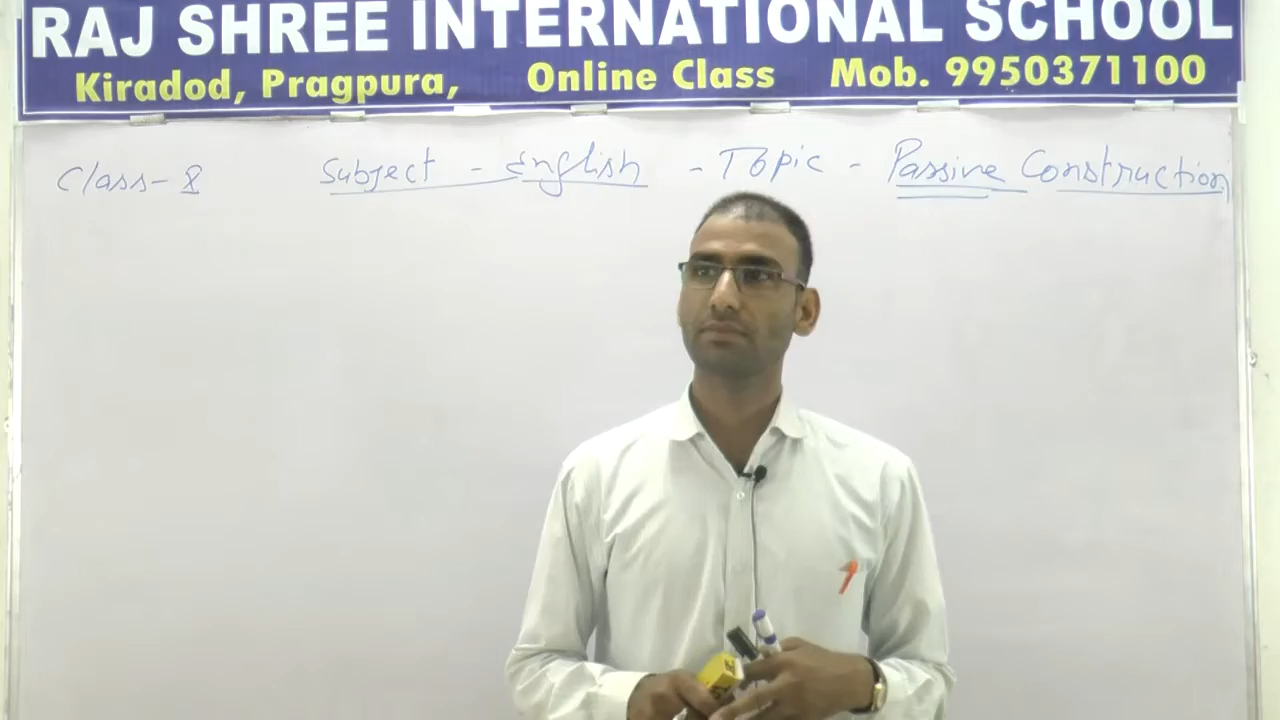 RAJ SHREE INTERNATIONAL SCHOOL
Kiradod, Pragpura, Online Class Mob. 9950371100
Class - 8 Subject - English - Topic - Passive Construction